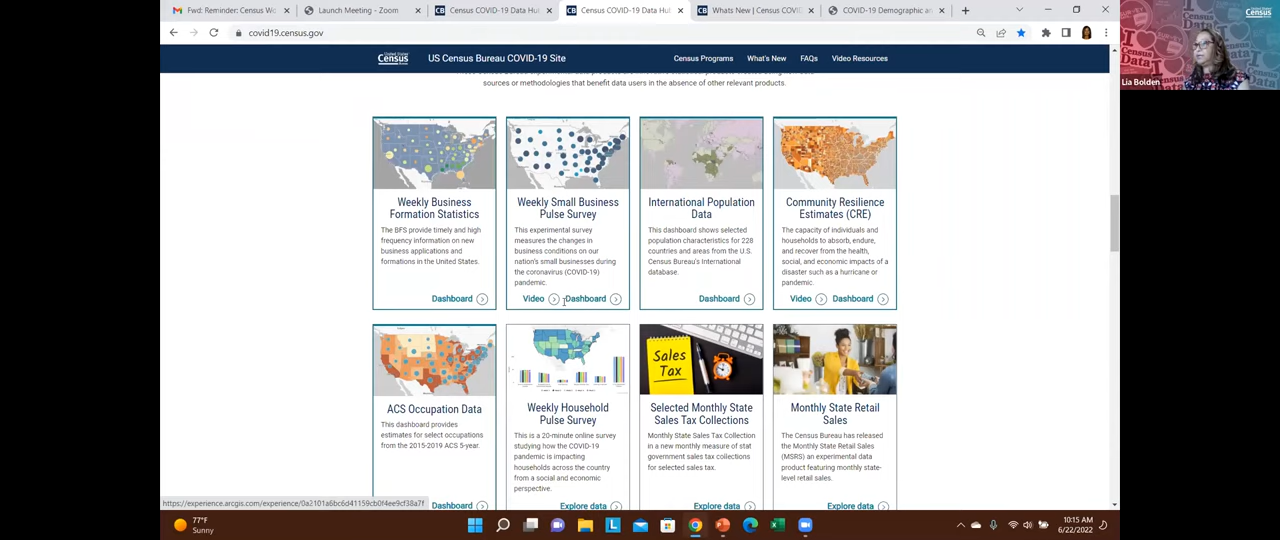 Fwd: Reminder: Census Wo
Launch Meeting - Zoom
CB Census COVID-19 Data Hu
CB Census COVID-19 Data Hu
CB Whats New | Census COVID
COVID-19 Demographic an
covid19.census.gov
United States®
Census
Bureau
US Census Bureau COVID-19 Site
Census Programs
What's New
FAQs
Video Resources
sources or methodologies that benefit data users in the absence of other relevant products.
Weekly Business
Formation Statistics
The BFS provide timely and high
frequency information on new
business applications and
formations in the United States.
Dashboard
Weekly Small Business
Pulse Survey
This experimental survey
measures the changes in
business conditions on our
nation's small businesses during
the coronavirus (COVID-19)
pandemic.
Video Dashboard
International Population
Data
This dashboard shows selected
population characteristics for 228
countries and areas from the U.S.
Census Bureau's International
database.
Dashboard
Community Resilience
Estimates (CRE)
The capacity of individuals and
households to absorb, endure,
and recover from the health,
social, and economic impacts of a
disaster such as a hurricane or
pandemic.
Video Dashboard
ACS Occupation Data
This dashboard provides
estimates for select occupations
from the 2015-2019 ACS 5-year.
Dashboard
Weekly Household
Pulse Survey
This is a 20-minute online survey
studying how the COVID-19
pandemic is impacting
households across the country
from a social and economic
perspective.
Explore data
Sales
Tax
Selected Monthly State
Sales Tax Collections
Monthly State Sales Tax Collection
in a new monthly measure of stat
government sales tax collections
for selected sales tax.
Explore data
Monthly State Retail
Sales
The Census Bureau has released
the Monthly State Retail Sales
(MSRS) an experimental data
product featuring monthly state-
level retail sales.
Explore data
77°F
Sunny
10:15 AM
6/22/2022
Census
Census Data
Lia Bolden